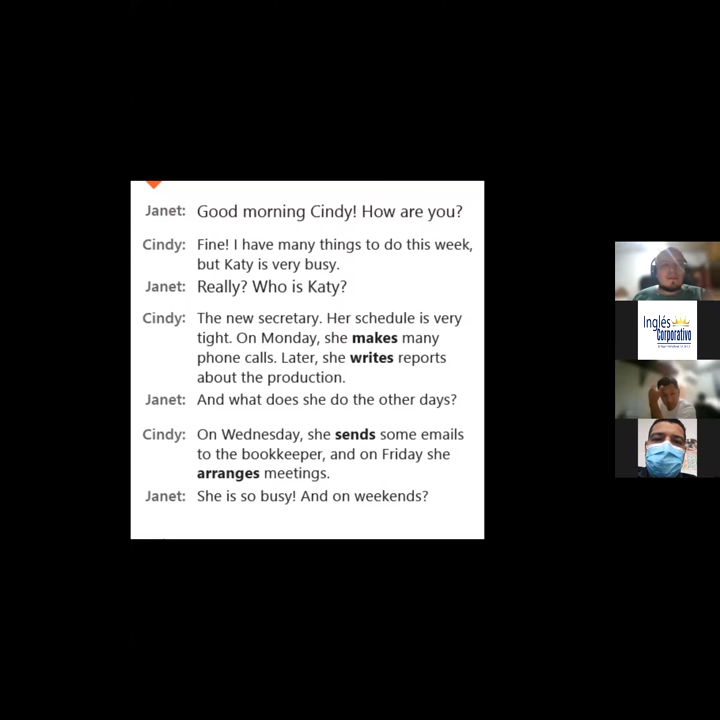 Janet: Good morning Cindy! How are you?
Cindy: Fine! I have many things to do this week,
but Katy is very busy.
Janet: Really? Who is Katy?
Cindy: The new secretary. Her schedule is very
tight. On Monday, she makes many
phone calls. Later, she writes reports
about the production.
Janet: And what does she do the other days?
Cindy: On Wednesday, she sends some emails
to the bookkeeper, and on Friday she
arranges meetings.
Janet: She is so busy! And on weekends?
Inglés
Corporativo